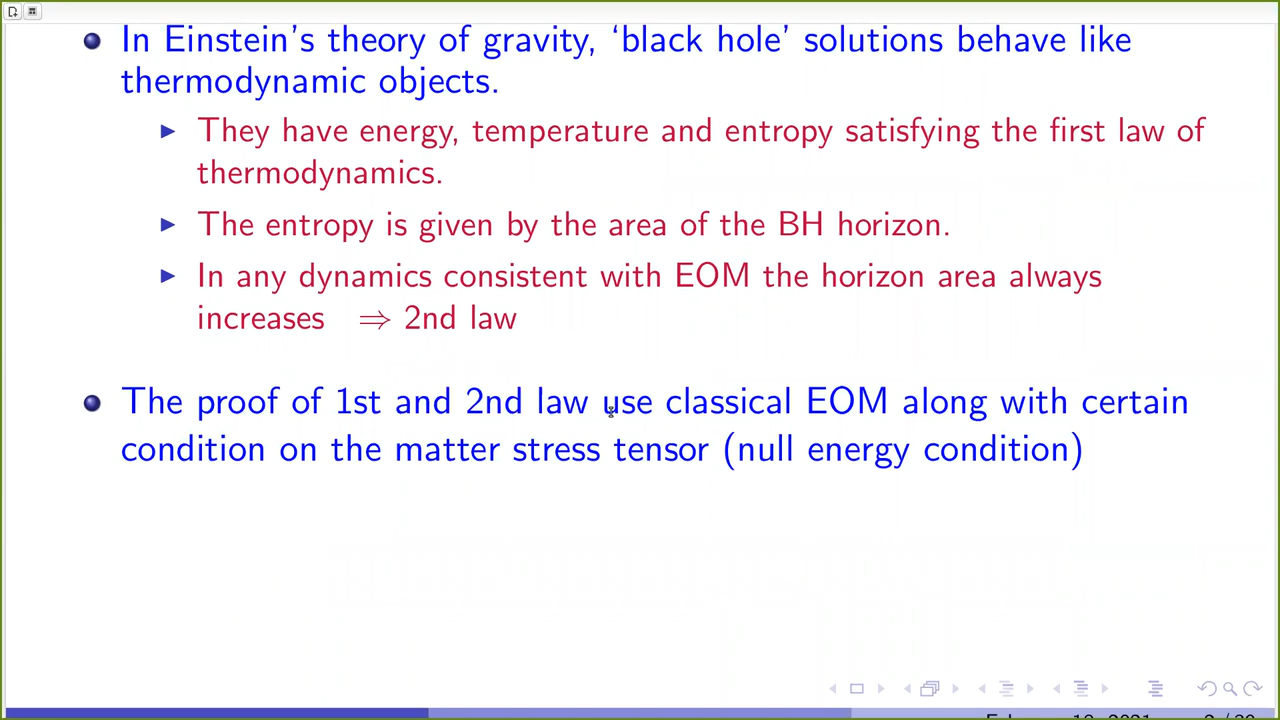 In Einstein's theory of gravity, ‘black hole’ solutions behave like
thermodynamic objects.
They have energy, temperature and entropy satisfying the first law of
thermodynamics.
The entropy is given by the area of the BH horizon.
In any dynamics consistent with EOM the horizon area always
increases ⇒ 2nd law
The proof of 1st and 2nd law use classical EOM along with certain
condition on the matter stress tensor (null energy condition)